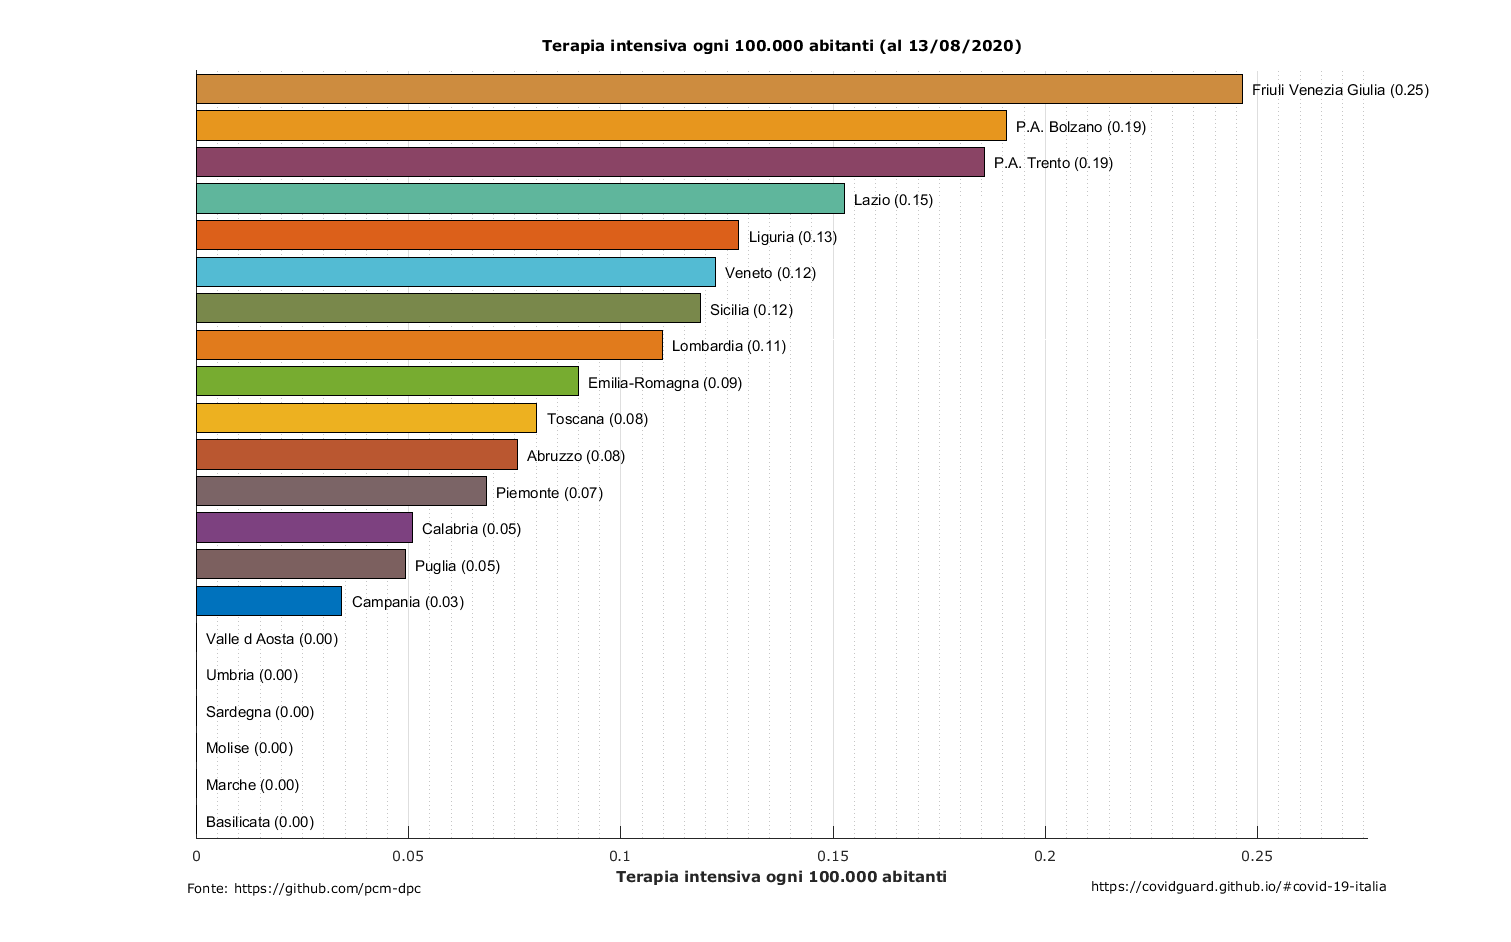 Terapia intensiva ogni 100.000 abitanti (al 13/08/2020)
Friuli Venezia Giulia (0.25)
P.A. Bolzano (0.19)
P.A. Trento (0.19)
Lazio (0.15)
Liguria (0.13)
Veneto (0.12)
Sicilia (0.12)
Lombardia (0.11)
Emilia-Romagna (0.09)
Toscana (0.08)
Abruzzo (0.08)
Piemonte (0.07)
Calabria (0.05)
Puglia (0.05)
Campania (0.03)
Valle d Aosta (0.00)
Umbria (0.00)
Sardegna (0.00)
Molise (0.00)
Marche (0.00)
Basilicata (0.00)
0 0.05 0.1 0.15 0.2 0.25
Terapia intensiva ogni 100.000 abitanti
Fonte: https://github.com/pcm-dpc
https://covidguard.github.io/#covid-19-italia